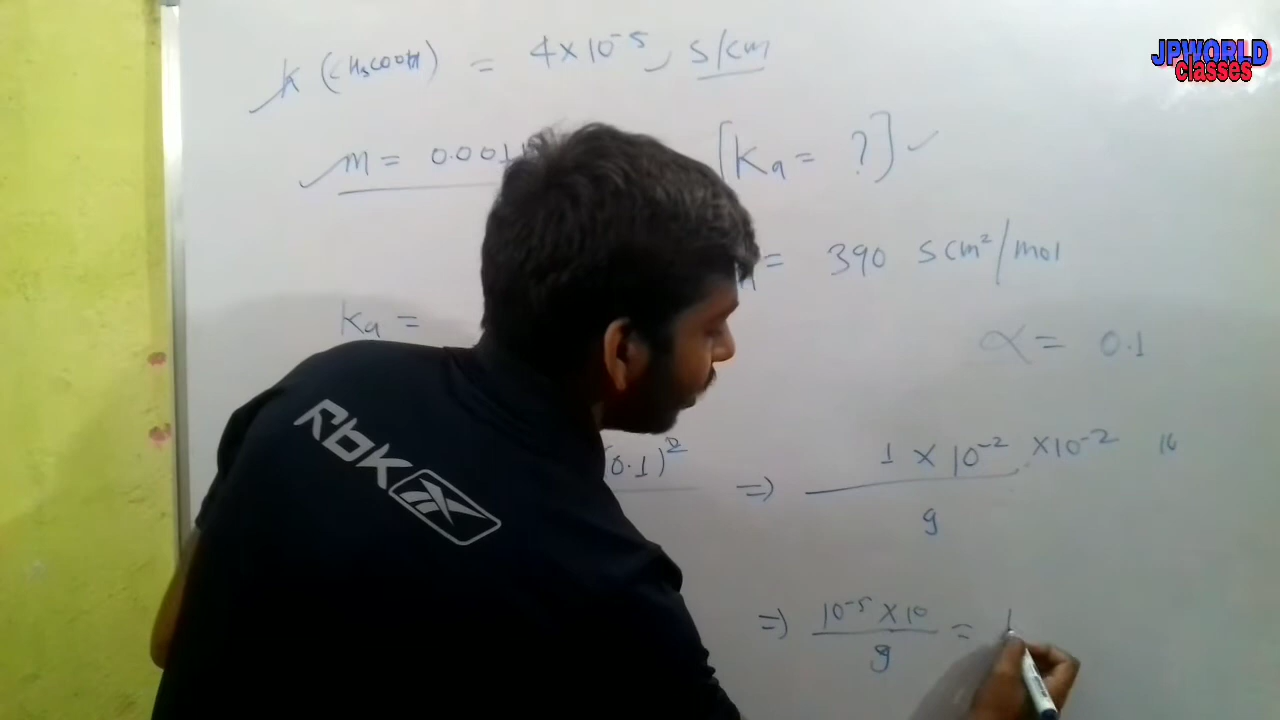 JPWORLD
classes
K (CH3COOH) = 4×10⁻⁵, S/cm
m = 0.001
[Ka = ?]
= 390 S cm²/mol
Ka =
α = 0.1
(0.1)²
=) 1 × 10⁻² × 10⁻²
9
=) 10⁻⁵ × 10 =
9
Rbk